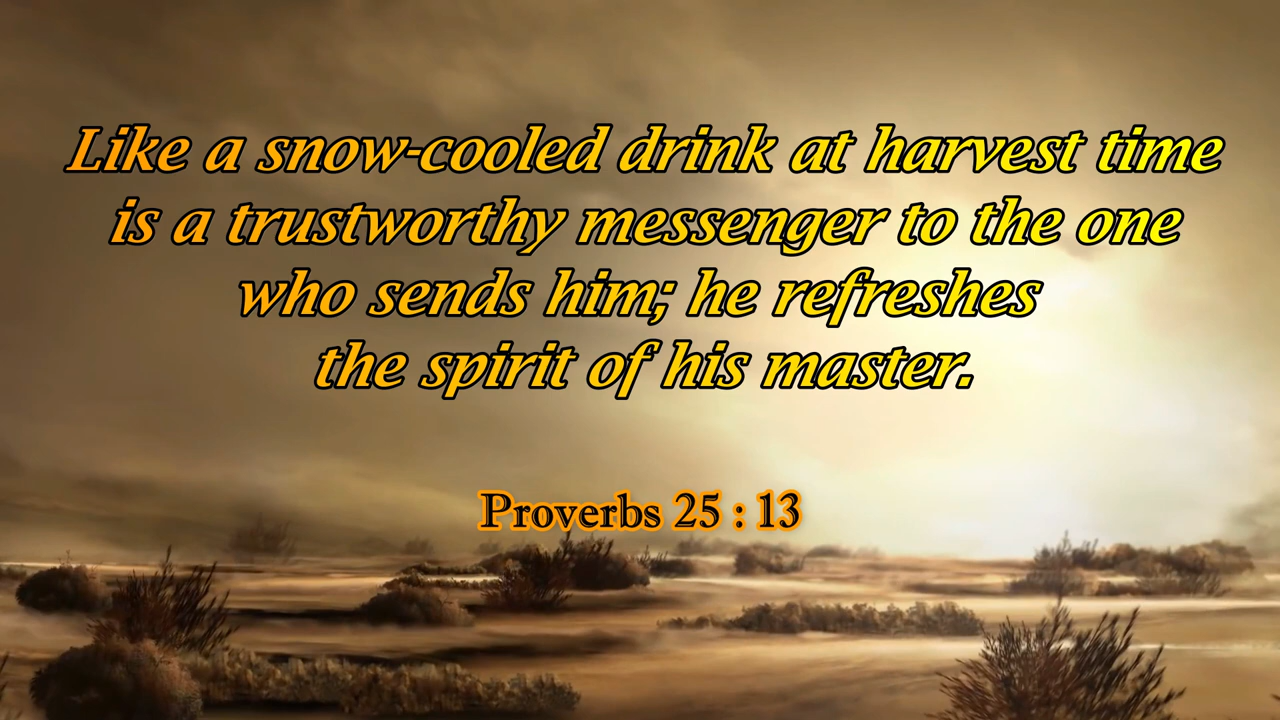 Like a snow-cooled drink at harvest time
is a trustworthy messenger to the one
who sends him; he refreshes
the spirit of his master.
Proverbs 25 : 13